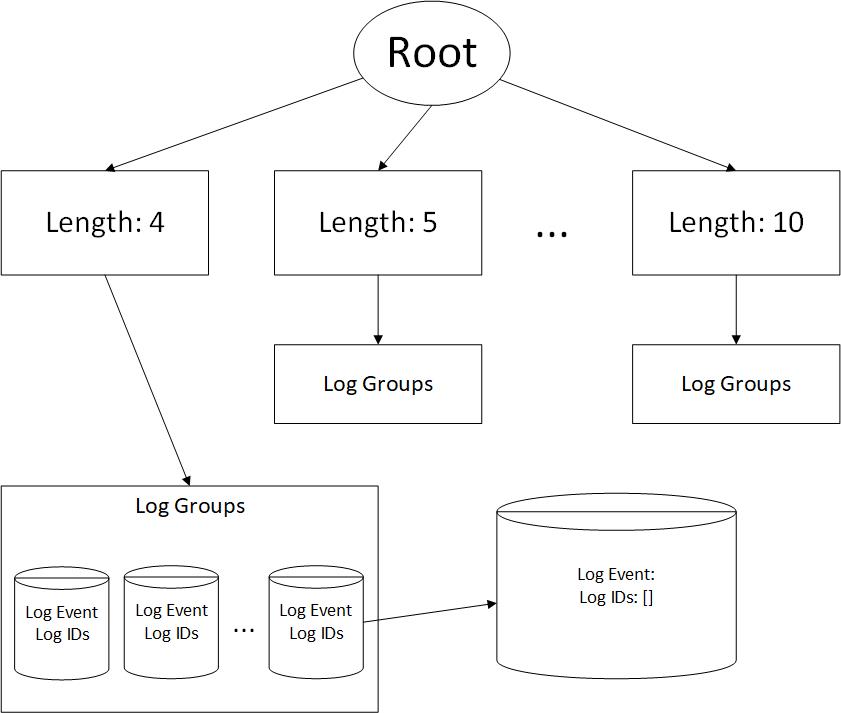 Root
Length: 4
Length: 5
...
Length: 10
Log Groups
Log Groups
Log Groups
Log Event
Log IDs
Log Event
Log IDs
...
Log Event
Log IDs
Log Event:
Log IDs: []